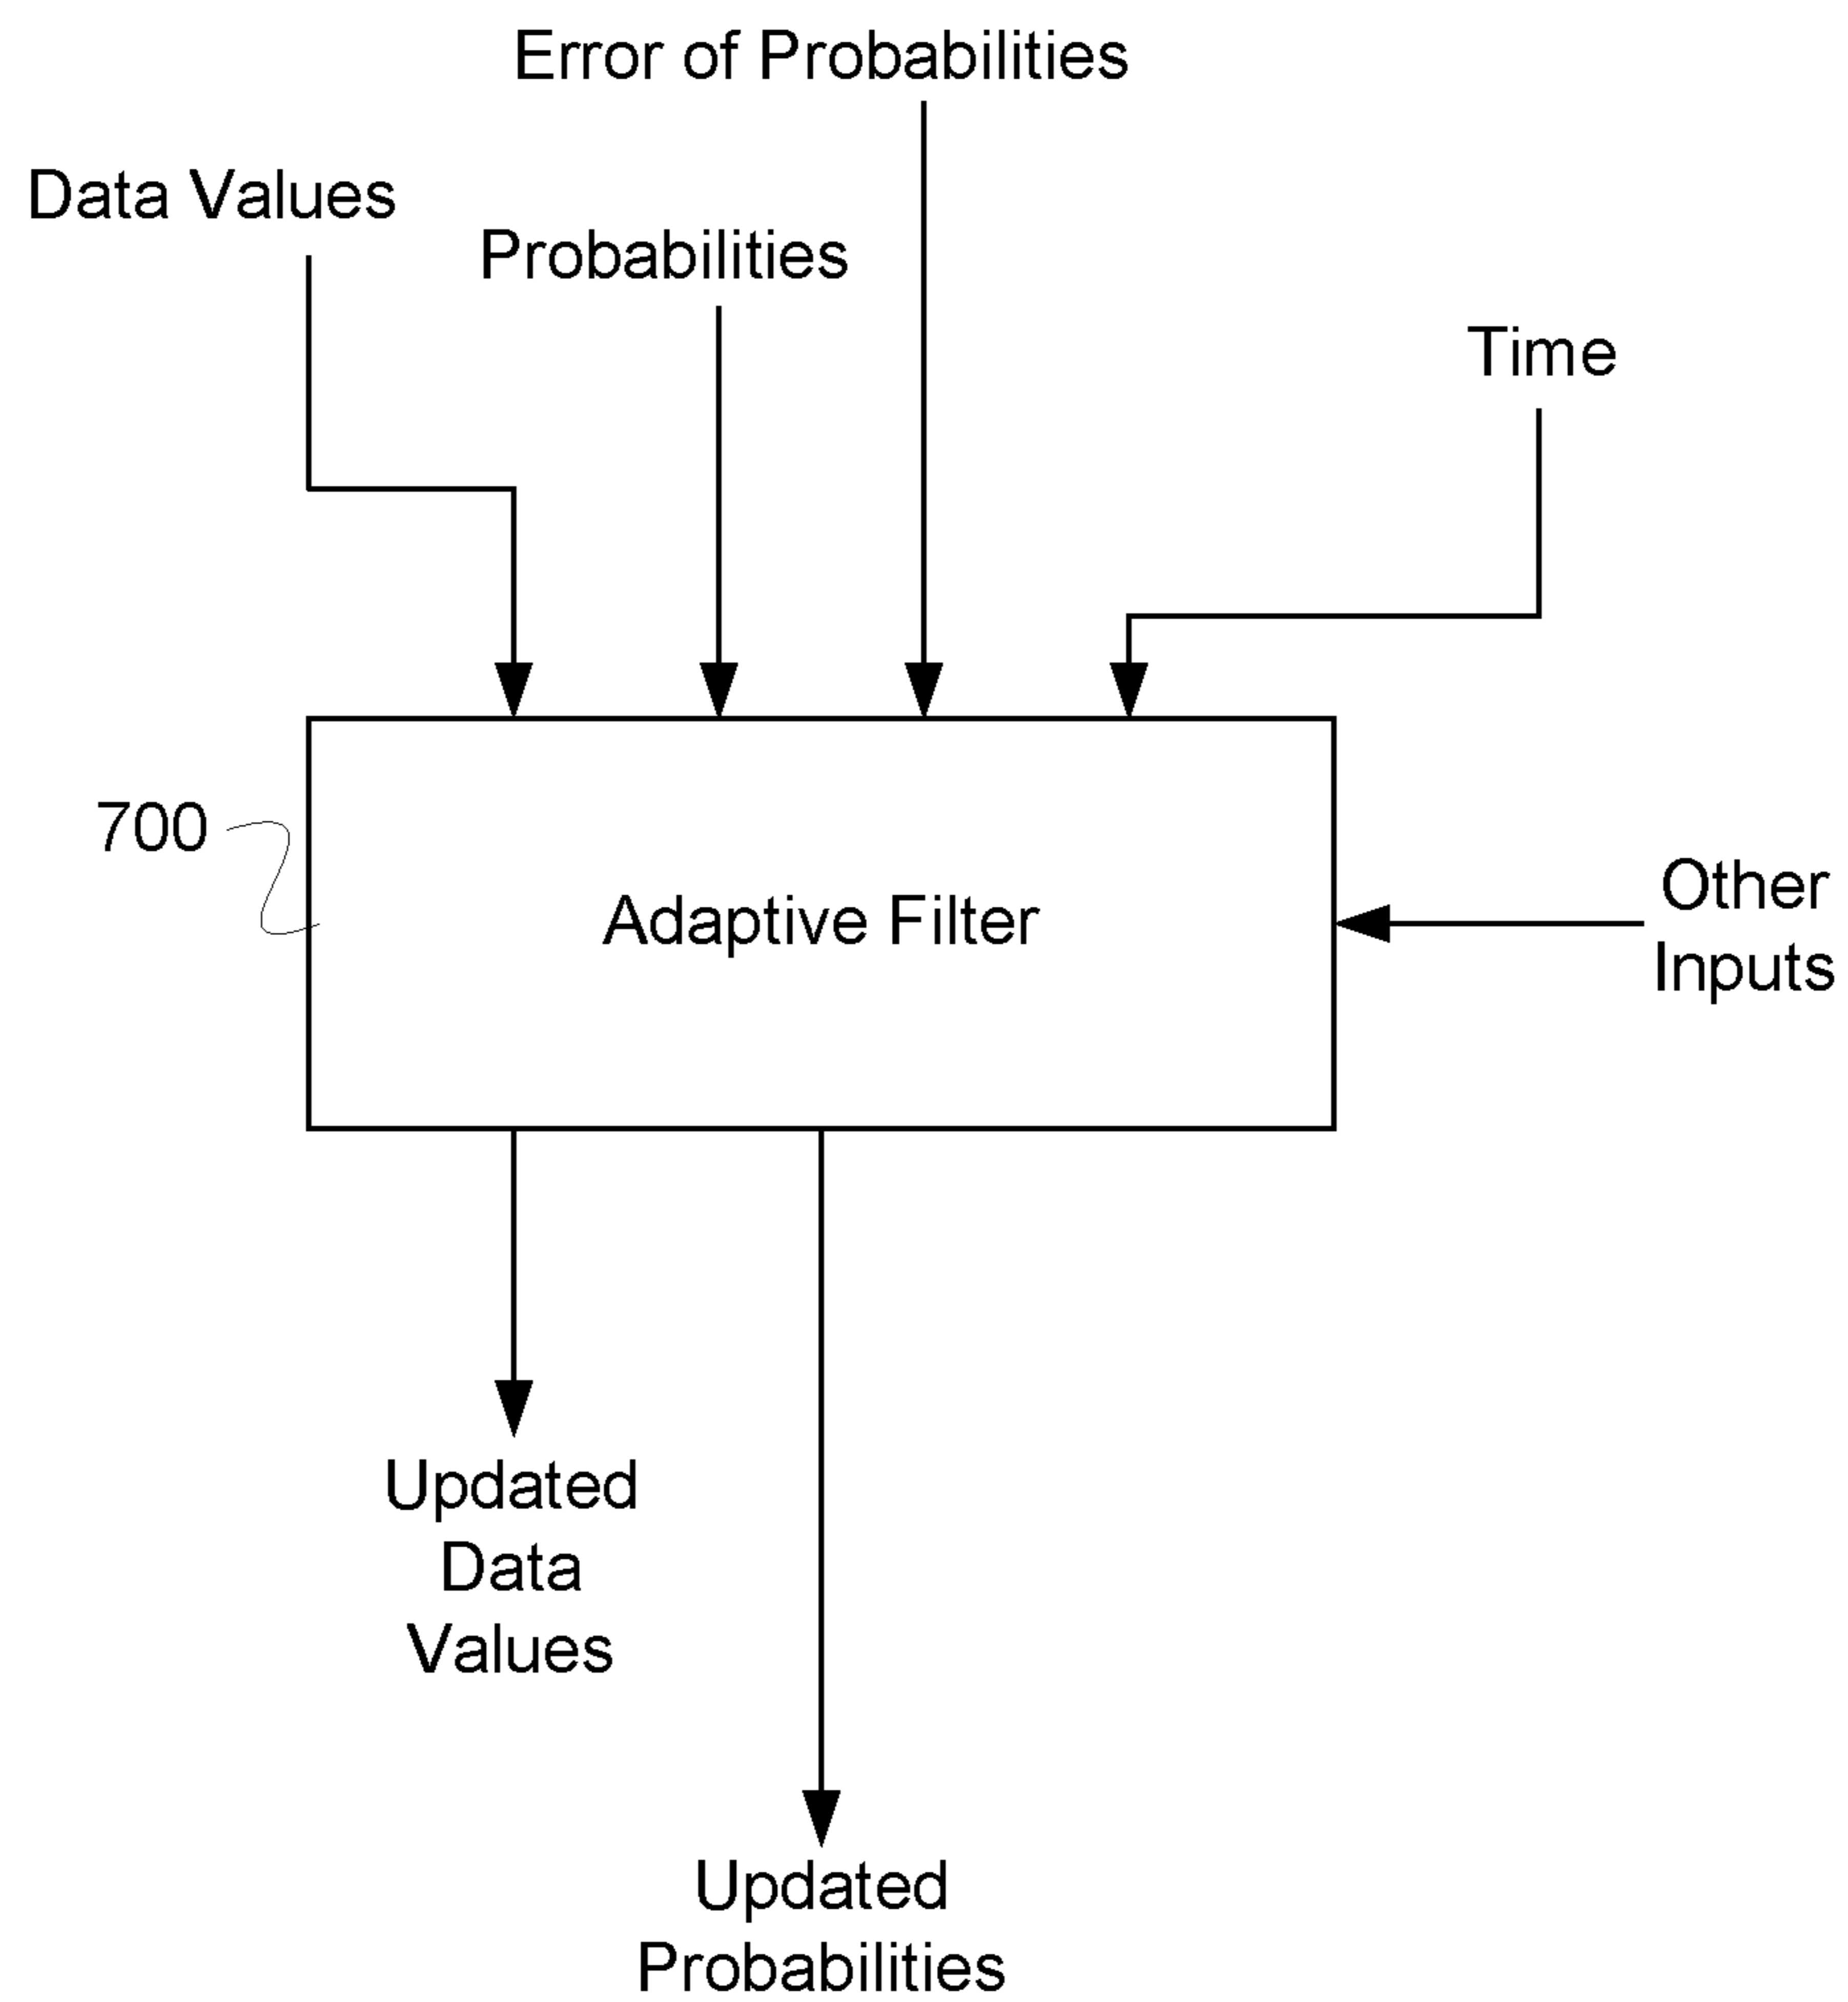 Error of Probabilities
Data Values
Probabilities
Time
700
Adaptive Filter
Other
Inputs
Updated
Data
Values
Updated
Probabilities